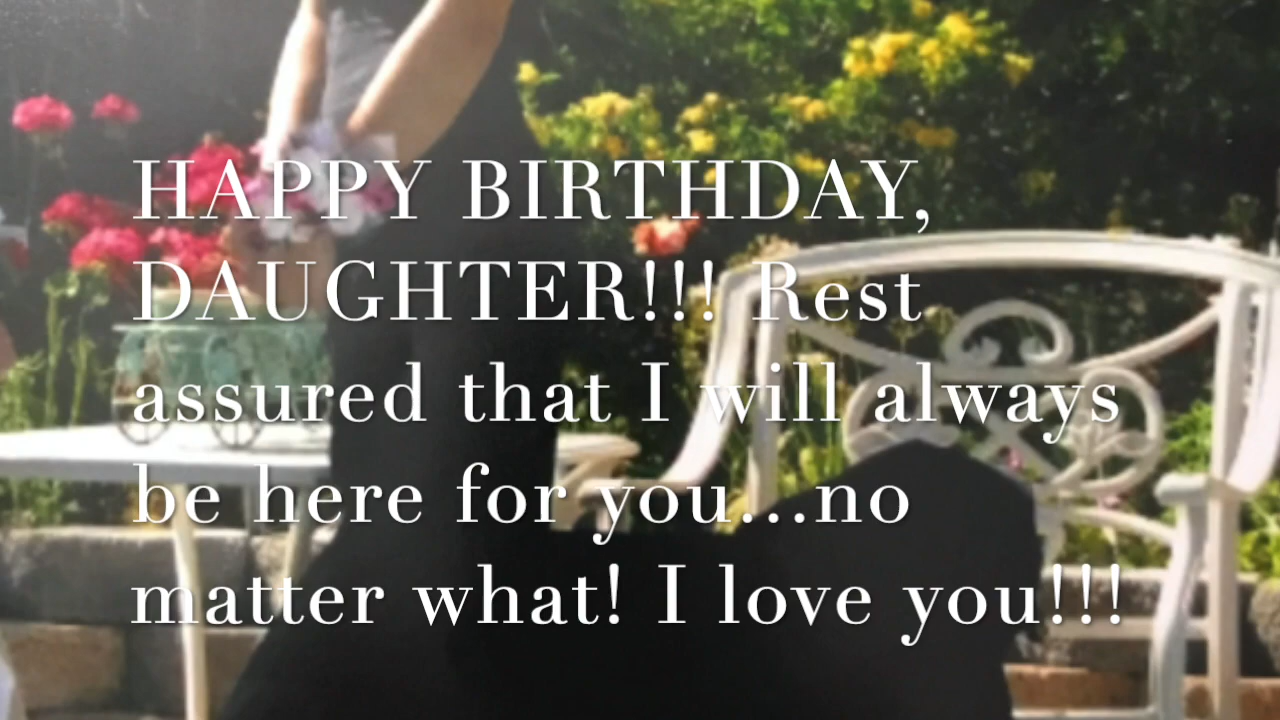 HAPPY BIRTHDAY,
DAUGHTER!!! Rest
assured that I will always
be here for you...no
matter what! I love you!!!